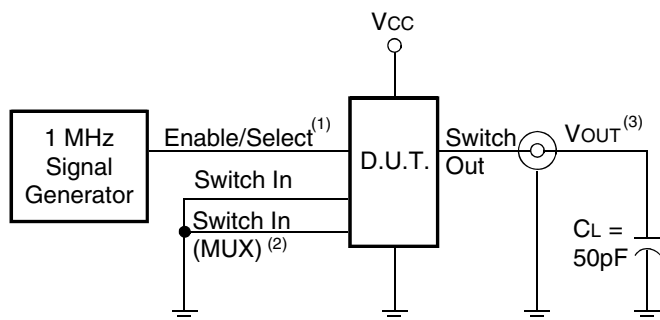 VCC
1 MHz
Signal
Generator
Enable/Select(1)
D.U.T.
Switch
Out
VOUT (3)
Switch In
Switch In
(MUX) (2)
CL =
50pF